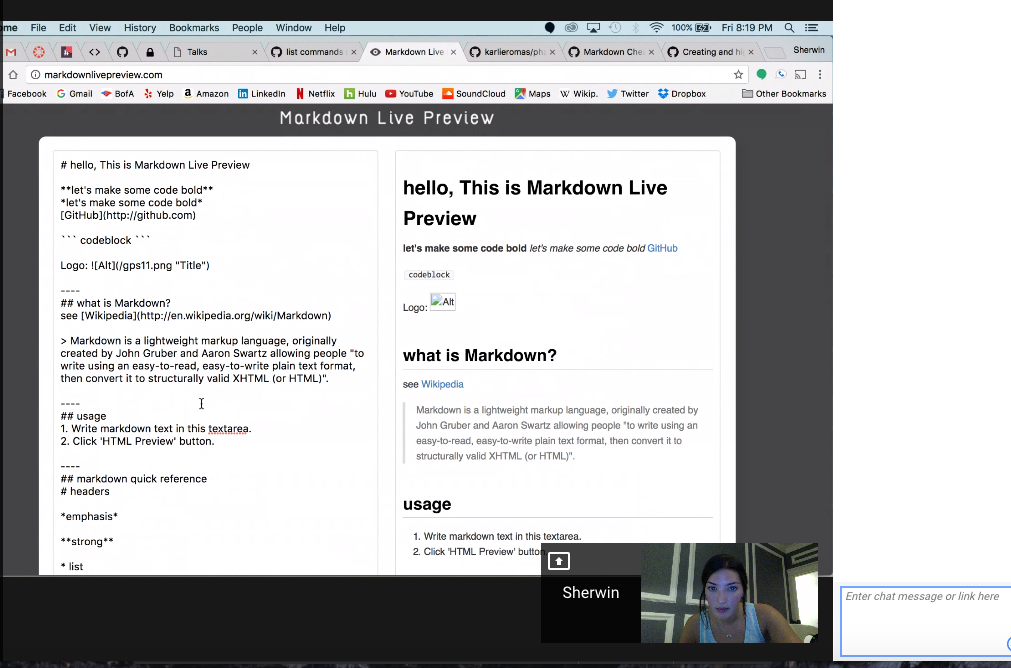 File Edit View History Bookmarks People Window Help 100% Fri 8:19 PM
Talks list commands Markdown Live karlieromas/ph Markdown Che Creating and hi Sherwin
markdownlivepreview.com
Facebook Gmail BofA Yelp Amazon LinkedIn Netflix Hulu YouTube SoundCloud Maps Wikip. Twitter Dropbox Other Bookmarks
Markdown Live Preview
# hello, This is Markdown Live Preview
**let's make some code bold**
*let's make some code bold*
[GitHub](http://github.com)
``` codeblock ```
Logo: ![Alt](/gps11.png "Title")
----
## what is Markdown?
see [Wikipedia](http://en.wikipedia.org/wiki/Markdown)
> Markdown is a lightweight markup language, originally
created by John Gruber and Aaron Swartz allowing people "to
write using an easy-to-read, easy-to-write plain text format,
then convert it to structurally valid XHTML (or HTML)".
----
## usage
1. Write markdown text in this textarea.
2. Click 'HTML Preview' button.
----
## markdown quick reference
# headers
*emphasis*
**strong**
* list
hello, This is Markdown Live
Preview
let's make some code bold let's make some code bold GitHub
codeblock
Logo: Alt
what is Markdown?
see Wikipedia
Markdown is a lightweight markup language, originally created by
John Gruber and Aaron Swartz allowing people "to write using an
easy-to-read, easy-to-write plain text format, then convert it to
structurally valid XHTML (or HTML)".
usage
1. Write markdown text in this textarea.
2. Click 'HTML Preview' button
Sherwin
Enter chat message or link here